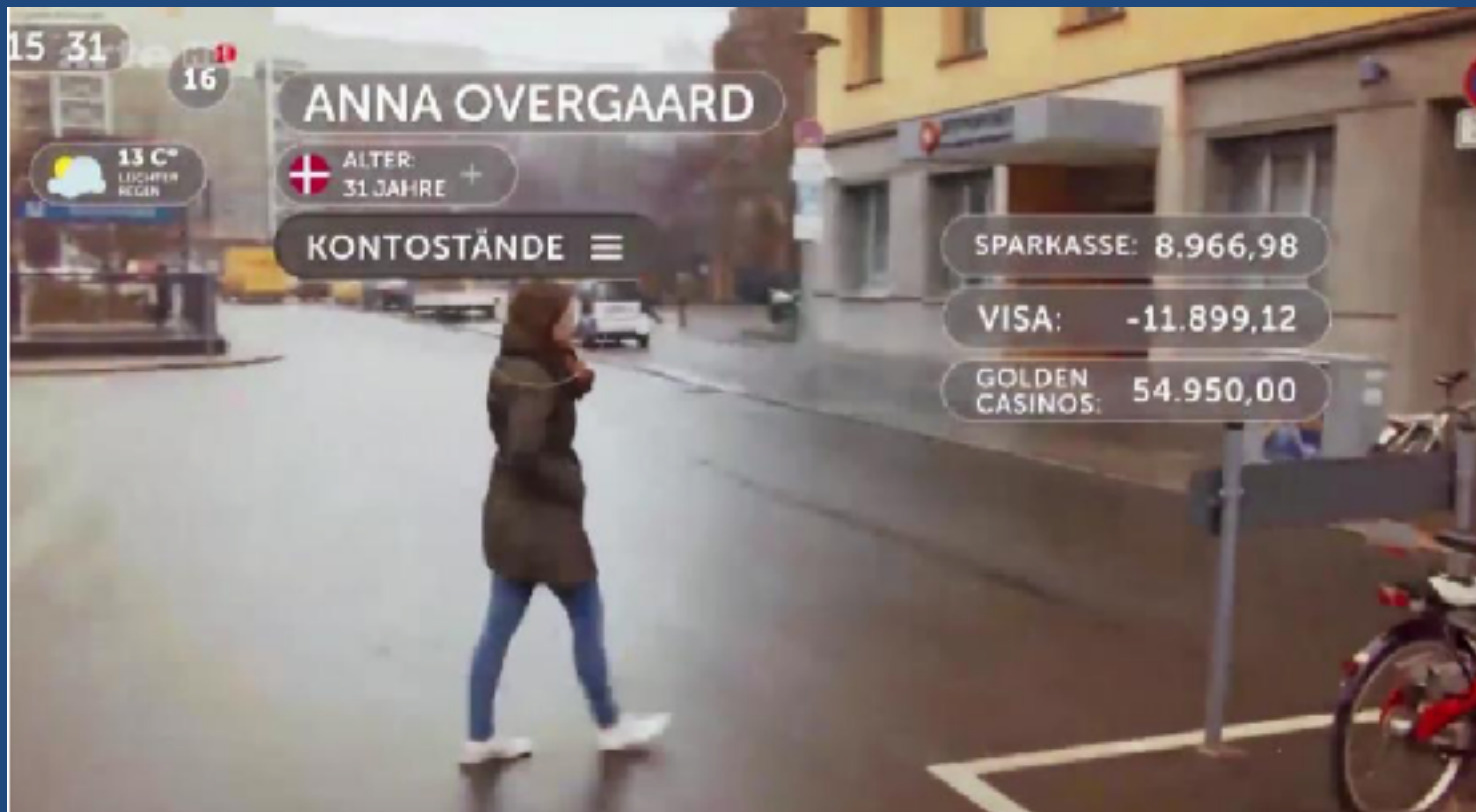 15 31
16
ANNA OVERGAARD
13 C°
LEICHTER
REGEN
ALTER:
31 JAHRE +
KONTOSTÄNDE
SPARKASSE: 8.966,98
VISA: -11.899,12
GOLDEN
CASINOS: 54.950,00